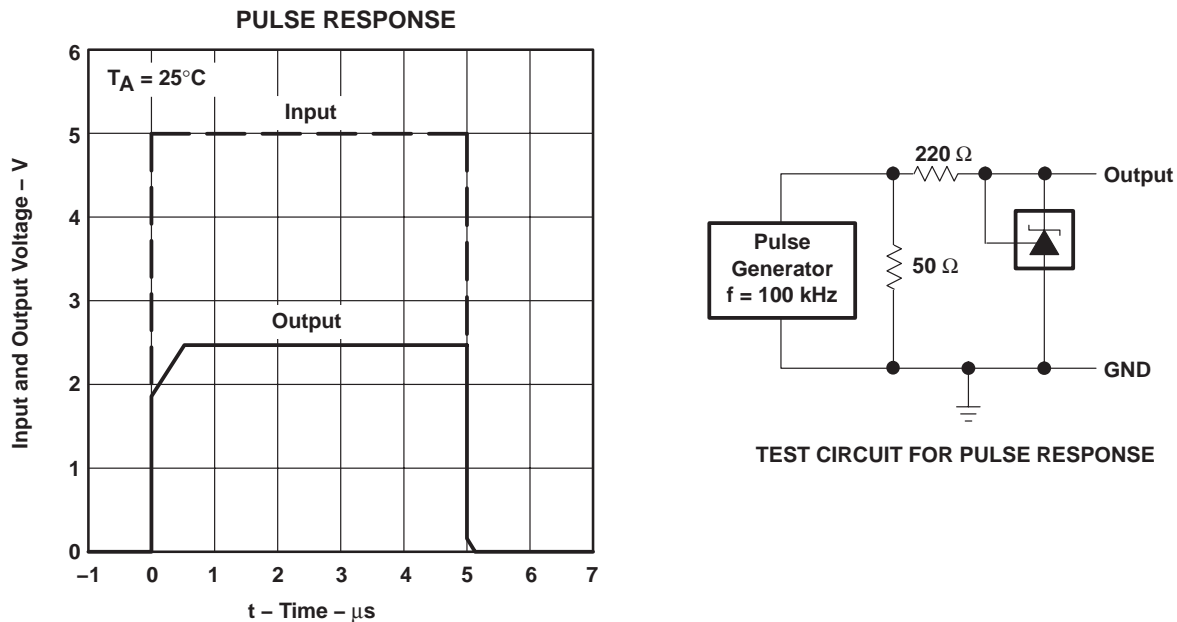 PULSE RESPONSE
6
5
4
3
2
1
0
Input and Output Voltage – V
TA = 25°C
Input
Output
–1 0 1 2 3 4 5 6 7
t – Time – μs
220 Ω
Output
Pulse
Generator
f = 100 kHz
50 Ω
GND
TEST CIRCUIT FOR PULSE RESPONSE